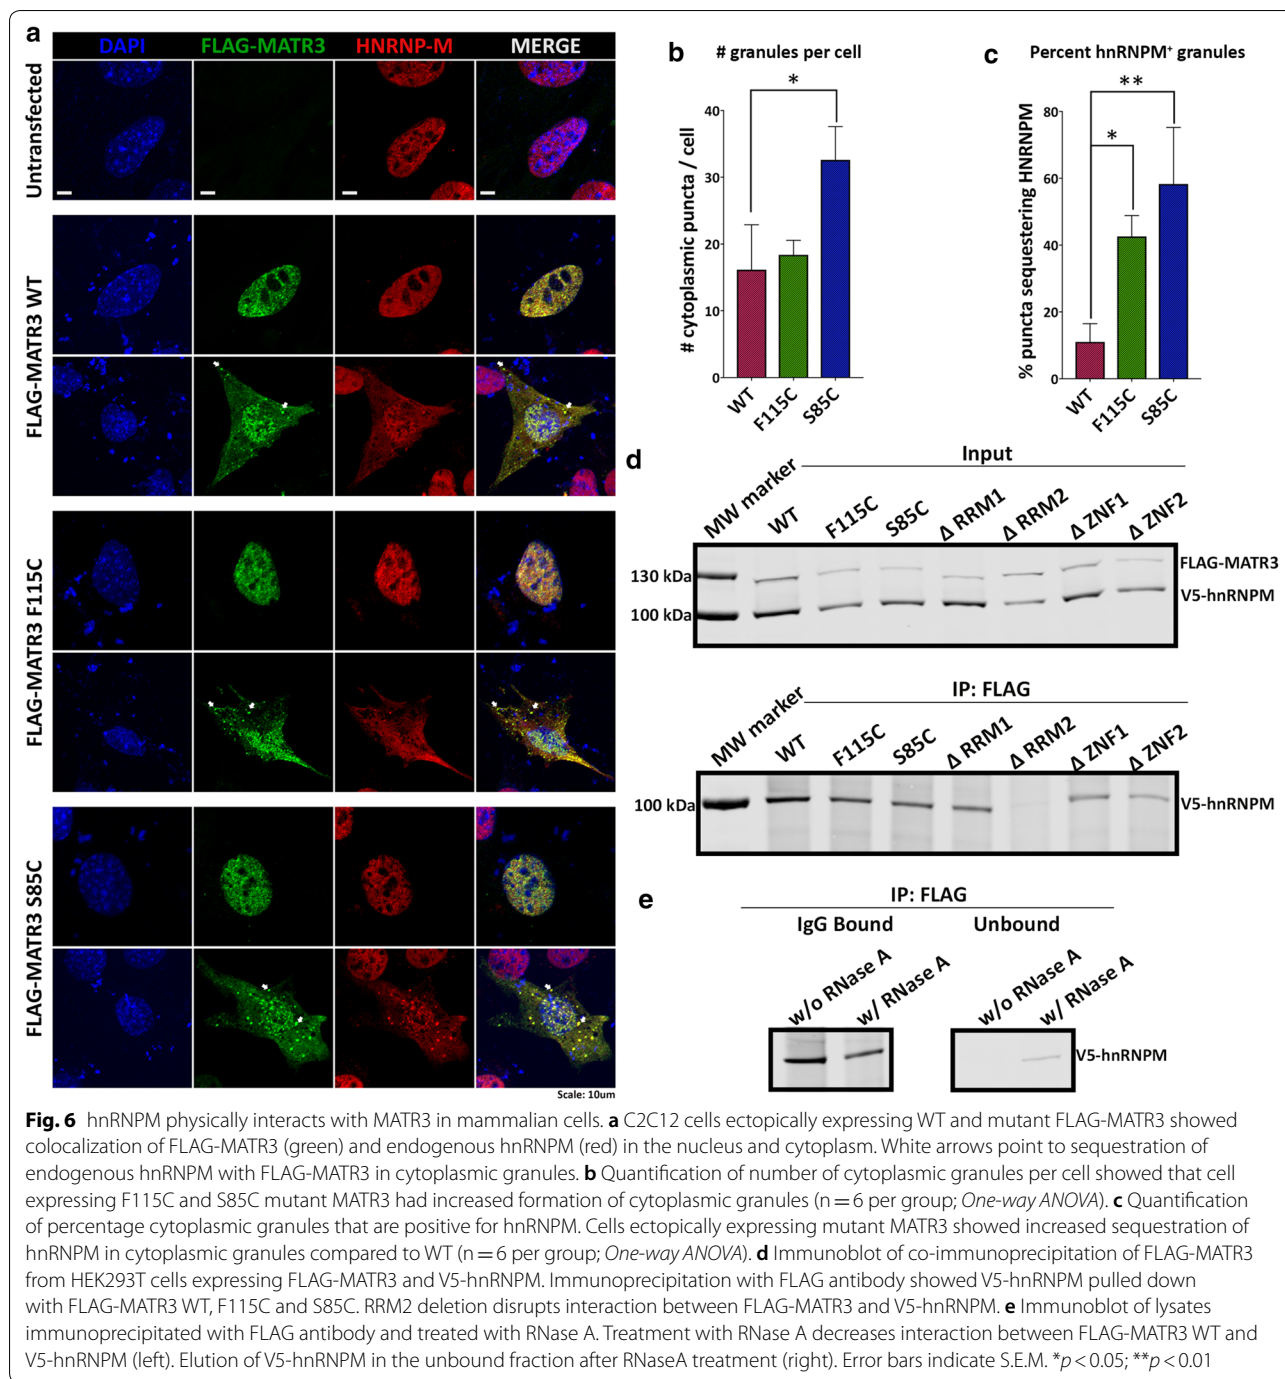 a
DAPI FLAG-MATR3 HNRNP-M MERGE
Untransfected
FLAG-MATR3 WT
FLAG-MATR3 F115C
FLAG-MATR3 S85C
Scale: 10um
b # granules per cell
*
# cytoplasmic puncta / cell
40
30
20
10
0
WT F115C S85C
c Percent hnRNPM⁺ granules
**
*
% puncta sequestering HNRNPM
80
60
40
20
0
WT F115C S85C
d Input
MW marker WT F115C S85C Δ RRM1 Δ RRM2 Δ ZNF1 Δ ZNF2
130 kDa FLAG-MATR3
100 kDa V5-hnRNPM
IP: FLAG
MW marker WT F115C S85C Δ RRM1 Δ RRM2 Δ ZNF1 Δ ZNF2
100 kDa V5-hnRNPM
e IP: FLAG
IgG Bound Unbound
w/o RNase A w/ RNase A w/o RNase A w/ RNase A
V5-hnRNPM
Fig. 6 hnRNPM physically interacts with MATR3 in mammalian cells. a C2C12 cells ectopically expressing WT and mutant FLAG-MATR3 showed
colocalization of FLAG-MATR3 (green) and endogenous hnRNPM (red) in the nucleus and cytoplasm. White arrows point to sequestration of
endogenous hnRNPM with FLAG-MATR3 in cytoplasmic granules. b Quantification of number of cytoplasmic granules per cell showed that cell
expressing F115C and S85C mutant MATR3 had increased formation of cytoplasmic granules (n = 6 per group; One-way ANOVA). c Quantification
of percentage cytoplasmic granules that are positive for hnRNPM. Cells ectopically expressing mutant MATR3 showed increased sequestration of
hnRNPM in cytoplasmic granules compared to WT (n = 6 per group; One-way ANOVA). d Immunoblot of co-immunoprecipitation of FLAG-MATR3
from HEK293T cells expressing FLAG-MATR3 and V5-hnRNPM. Immunoprecipitation with FLAG antibody showed V5-hnRNPM pulled down
with FLAG-MATR3 WT, F115C and S85C. RRM2 deletion disrupts interaction between FLAG-MATR3 and V5-hnRNPM. e Immunoblot of lysates
immunoprecipitated with FLAG antibody and treated with RNase A. Treatment with RNase A decreases interaction between FLAG-MATR3 WT and
V5-hnRNPM (left). Elution of V5-hnRNPM in the unbound fraction after RNaseA treatment (right). Error bars indicate S.E.M. *p < 0.05; **p < 0.01